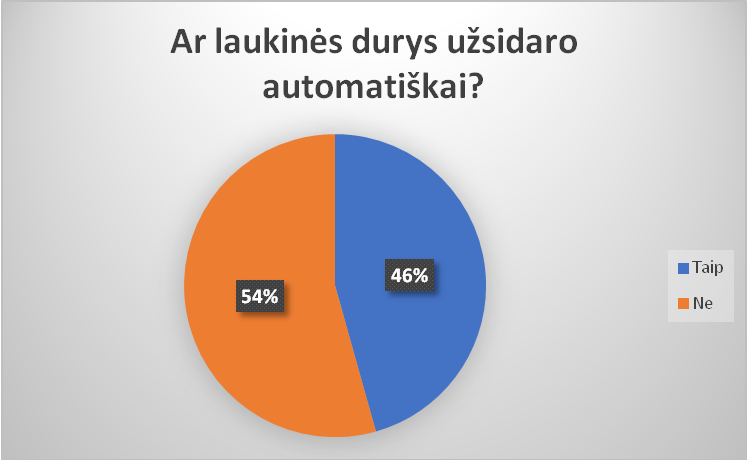 Ar laukinės durys užsidaro
automatiškai?
46%
54%
Taip
Ne